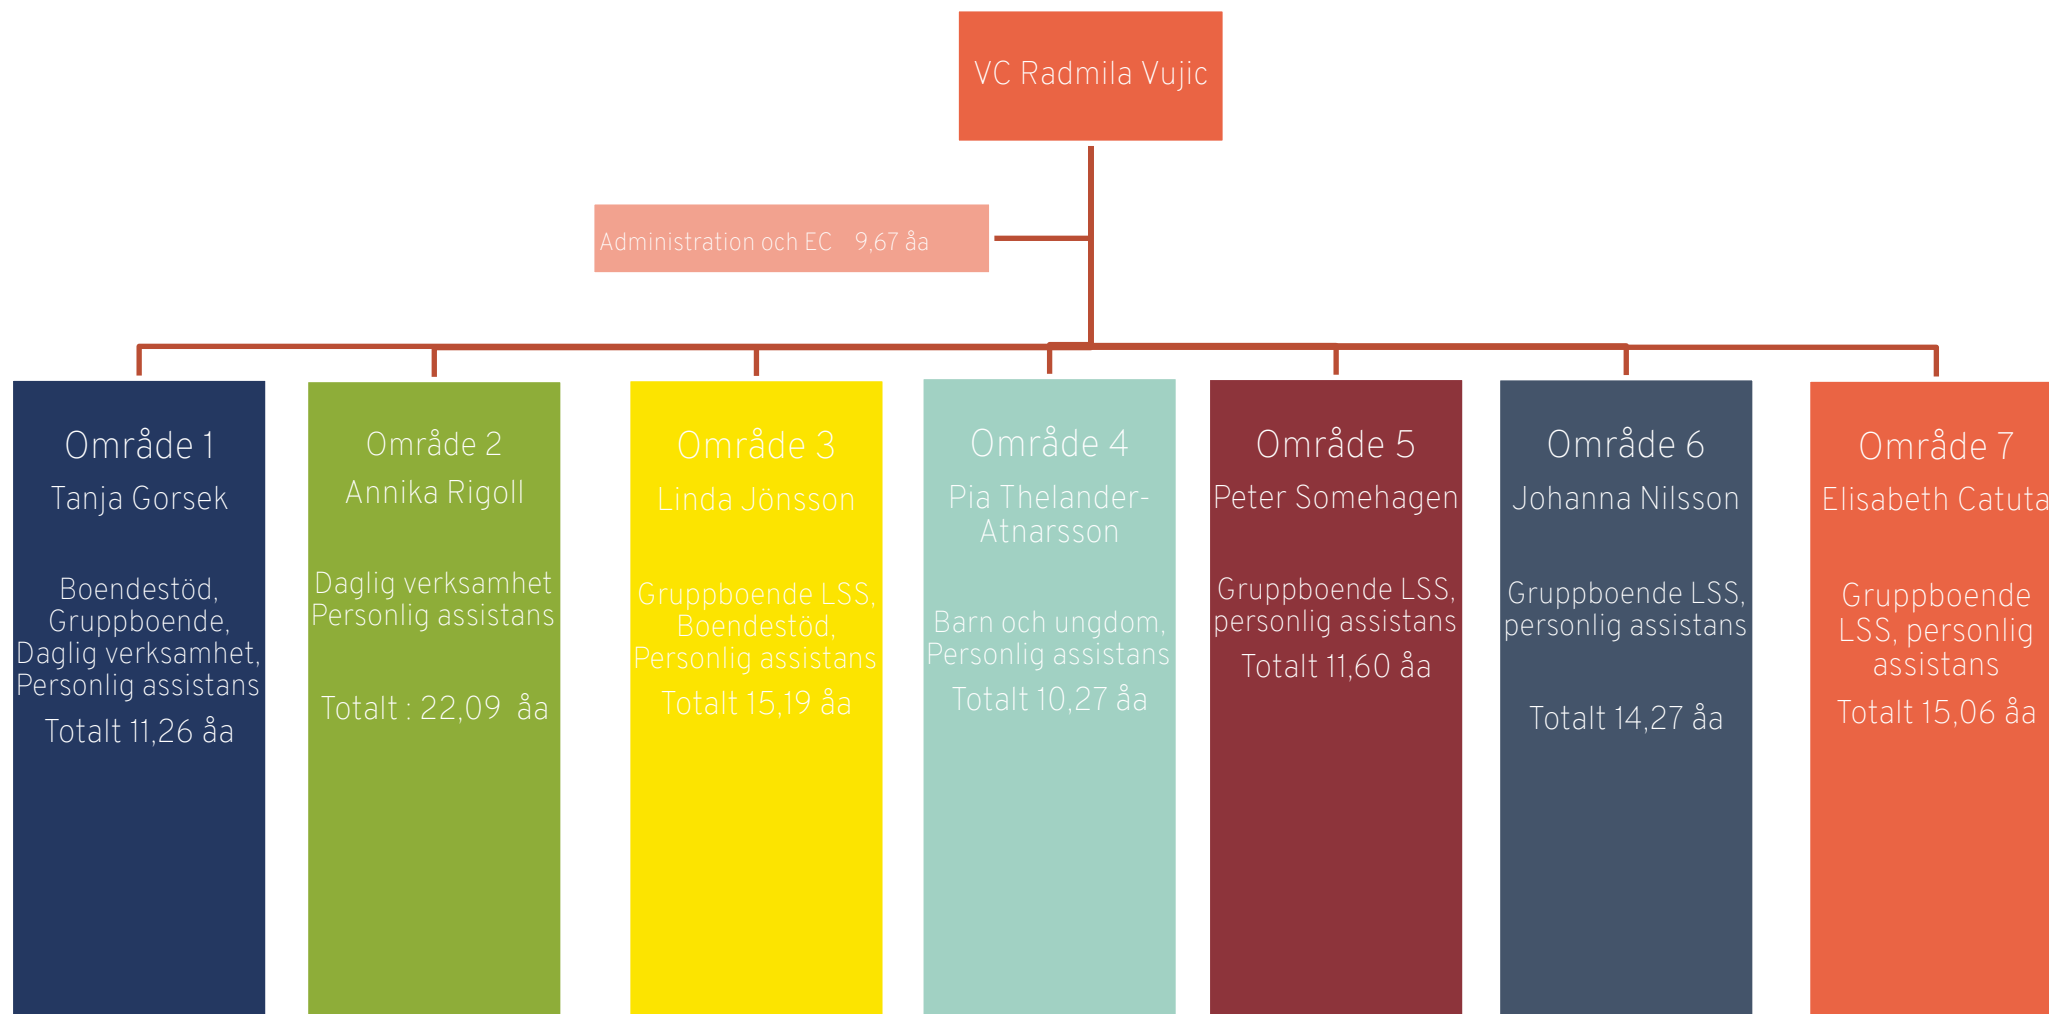 VC Radmila Vujic
Administration och EC 9,67 åa
Område 1
Tanja Gorsek
Boendestöd,
Gruppboende,
Daglig verksamhet,
Personlig assistans
Totalt 11,26 åa
Område 2
Annika Rigoll
Daglig verksamhet
Personlig assistans
Totalt : 22,09 åa
Område 3
Linda Jönsson
Gruppboende LSS,
Boendestöd,
Personlig assistans
Totalt 15,19 åa
Område 4
Pia Thelander-
Atnarsson
Barn och ungdom,
Personlig assistans
Totalt 10,27 åa
Område 5
Peter Somehagen
Gruppboende LSS,
personlig assistans
Totalt 11,60 åa
Område 6
Johanna Nilsson
Gruppboende LSS,
personlig assistans
Totalt 14,27 åa
Område 7
Elisabeth Catuta
Gruppboende
LSS, personlig
assistans
Totalt 15,06 åa